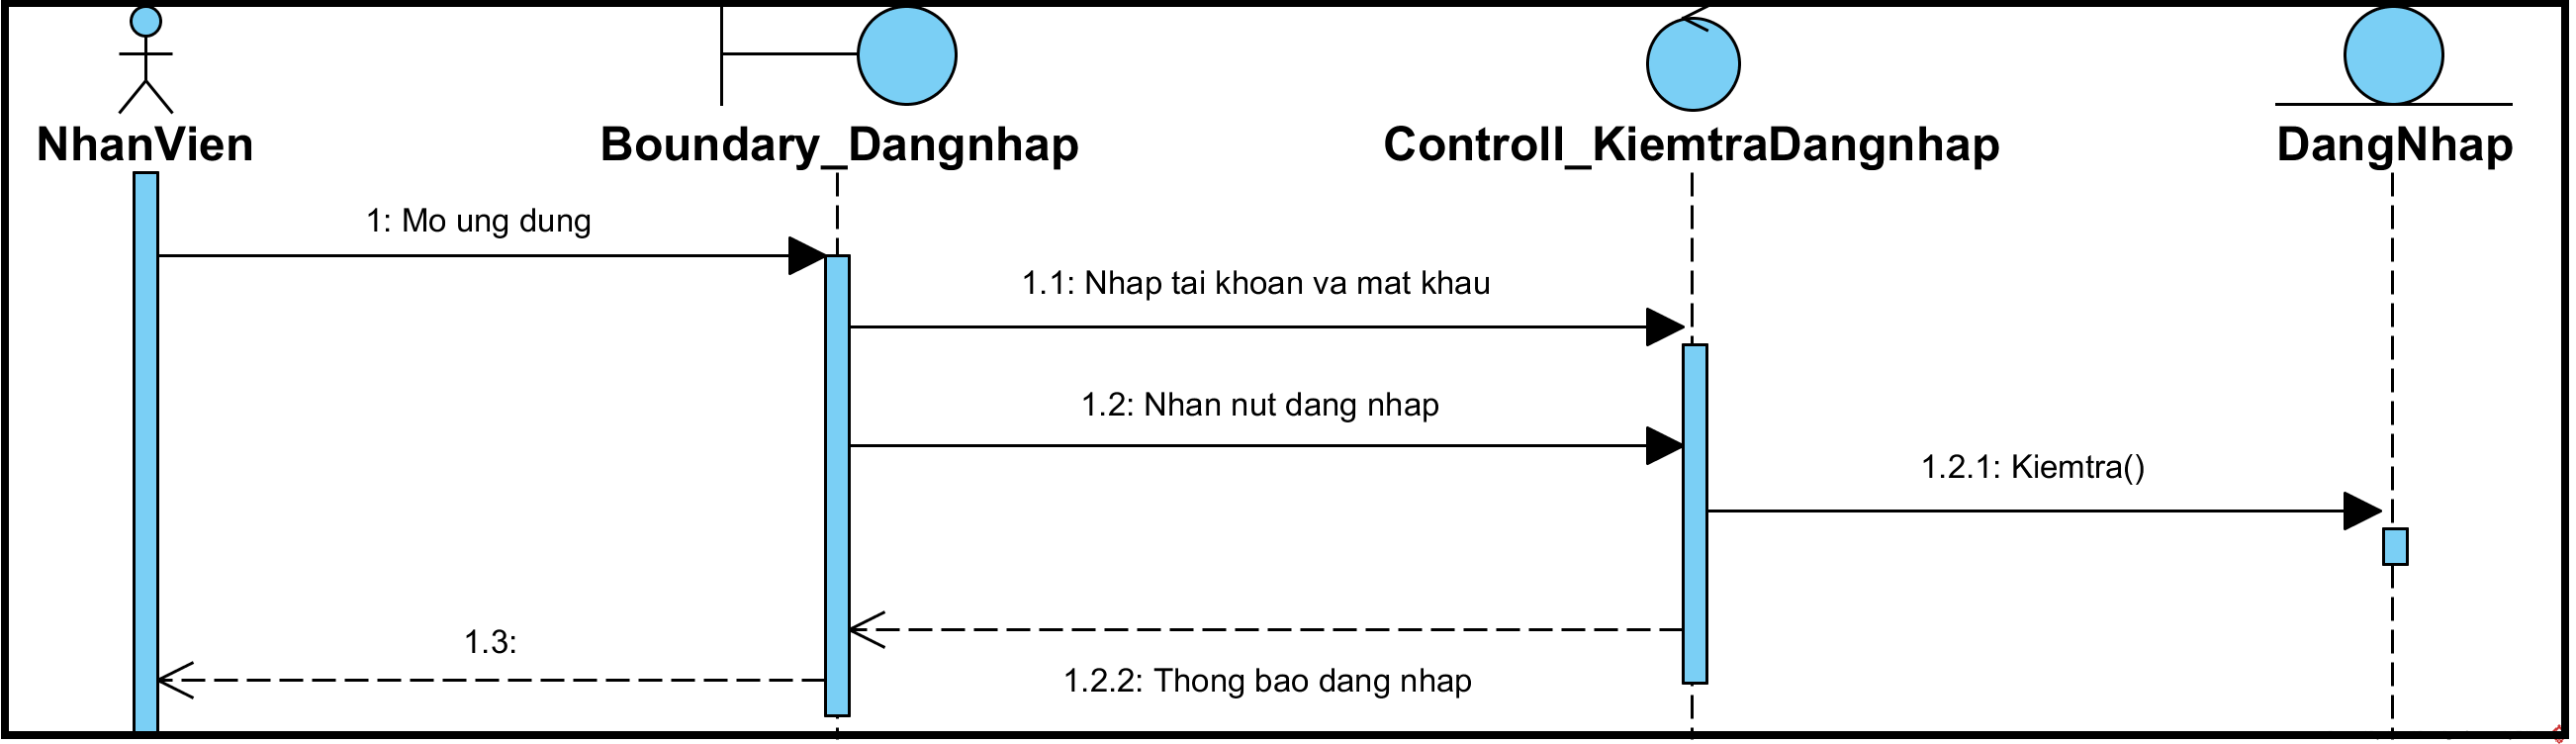 NhanVien
Boundary_Dangnhap
Controll_KiemtraDangnhap
DangNhap
1: Mo ung dung
1.1: Nhap tai khoan va mat khau
1.2: Nhan nut dang nhap
1.2.1: Kiemtra()
1.3:
1.2.2: Thong bao dang nhap